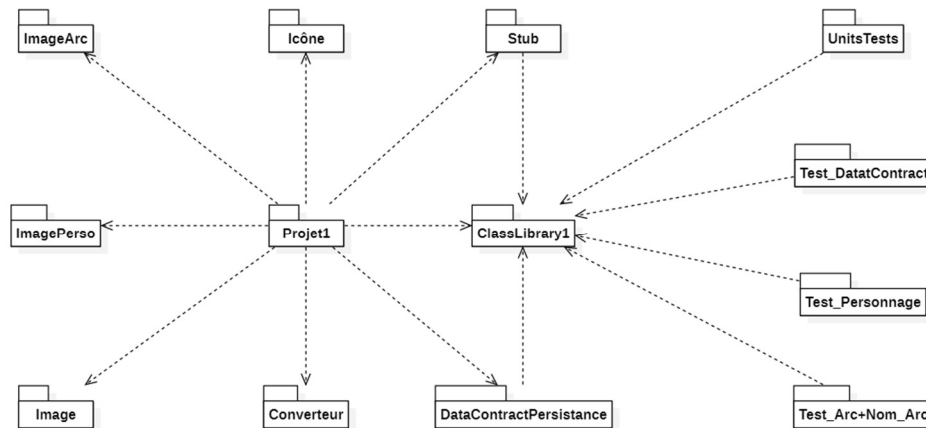 ImageArc
Icône
Stub
UnitsTests
Test_DatatContract
ImagePerso
Projet1
ClassLibrary1
Test_Personnage
Image
Converteur
DataContractPersistance
Test_Arc+Nom_Arc